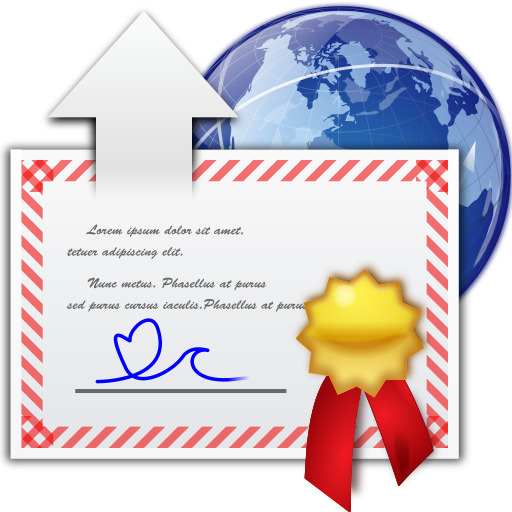 Lorem ipsum dolor sit amet,
tetuer adipiscing elit.
Nunc metus. Phasellus at purus
sed purus cursus iaculis.Phasellus at purus